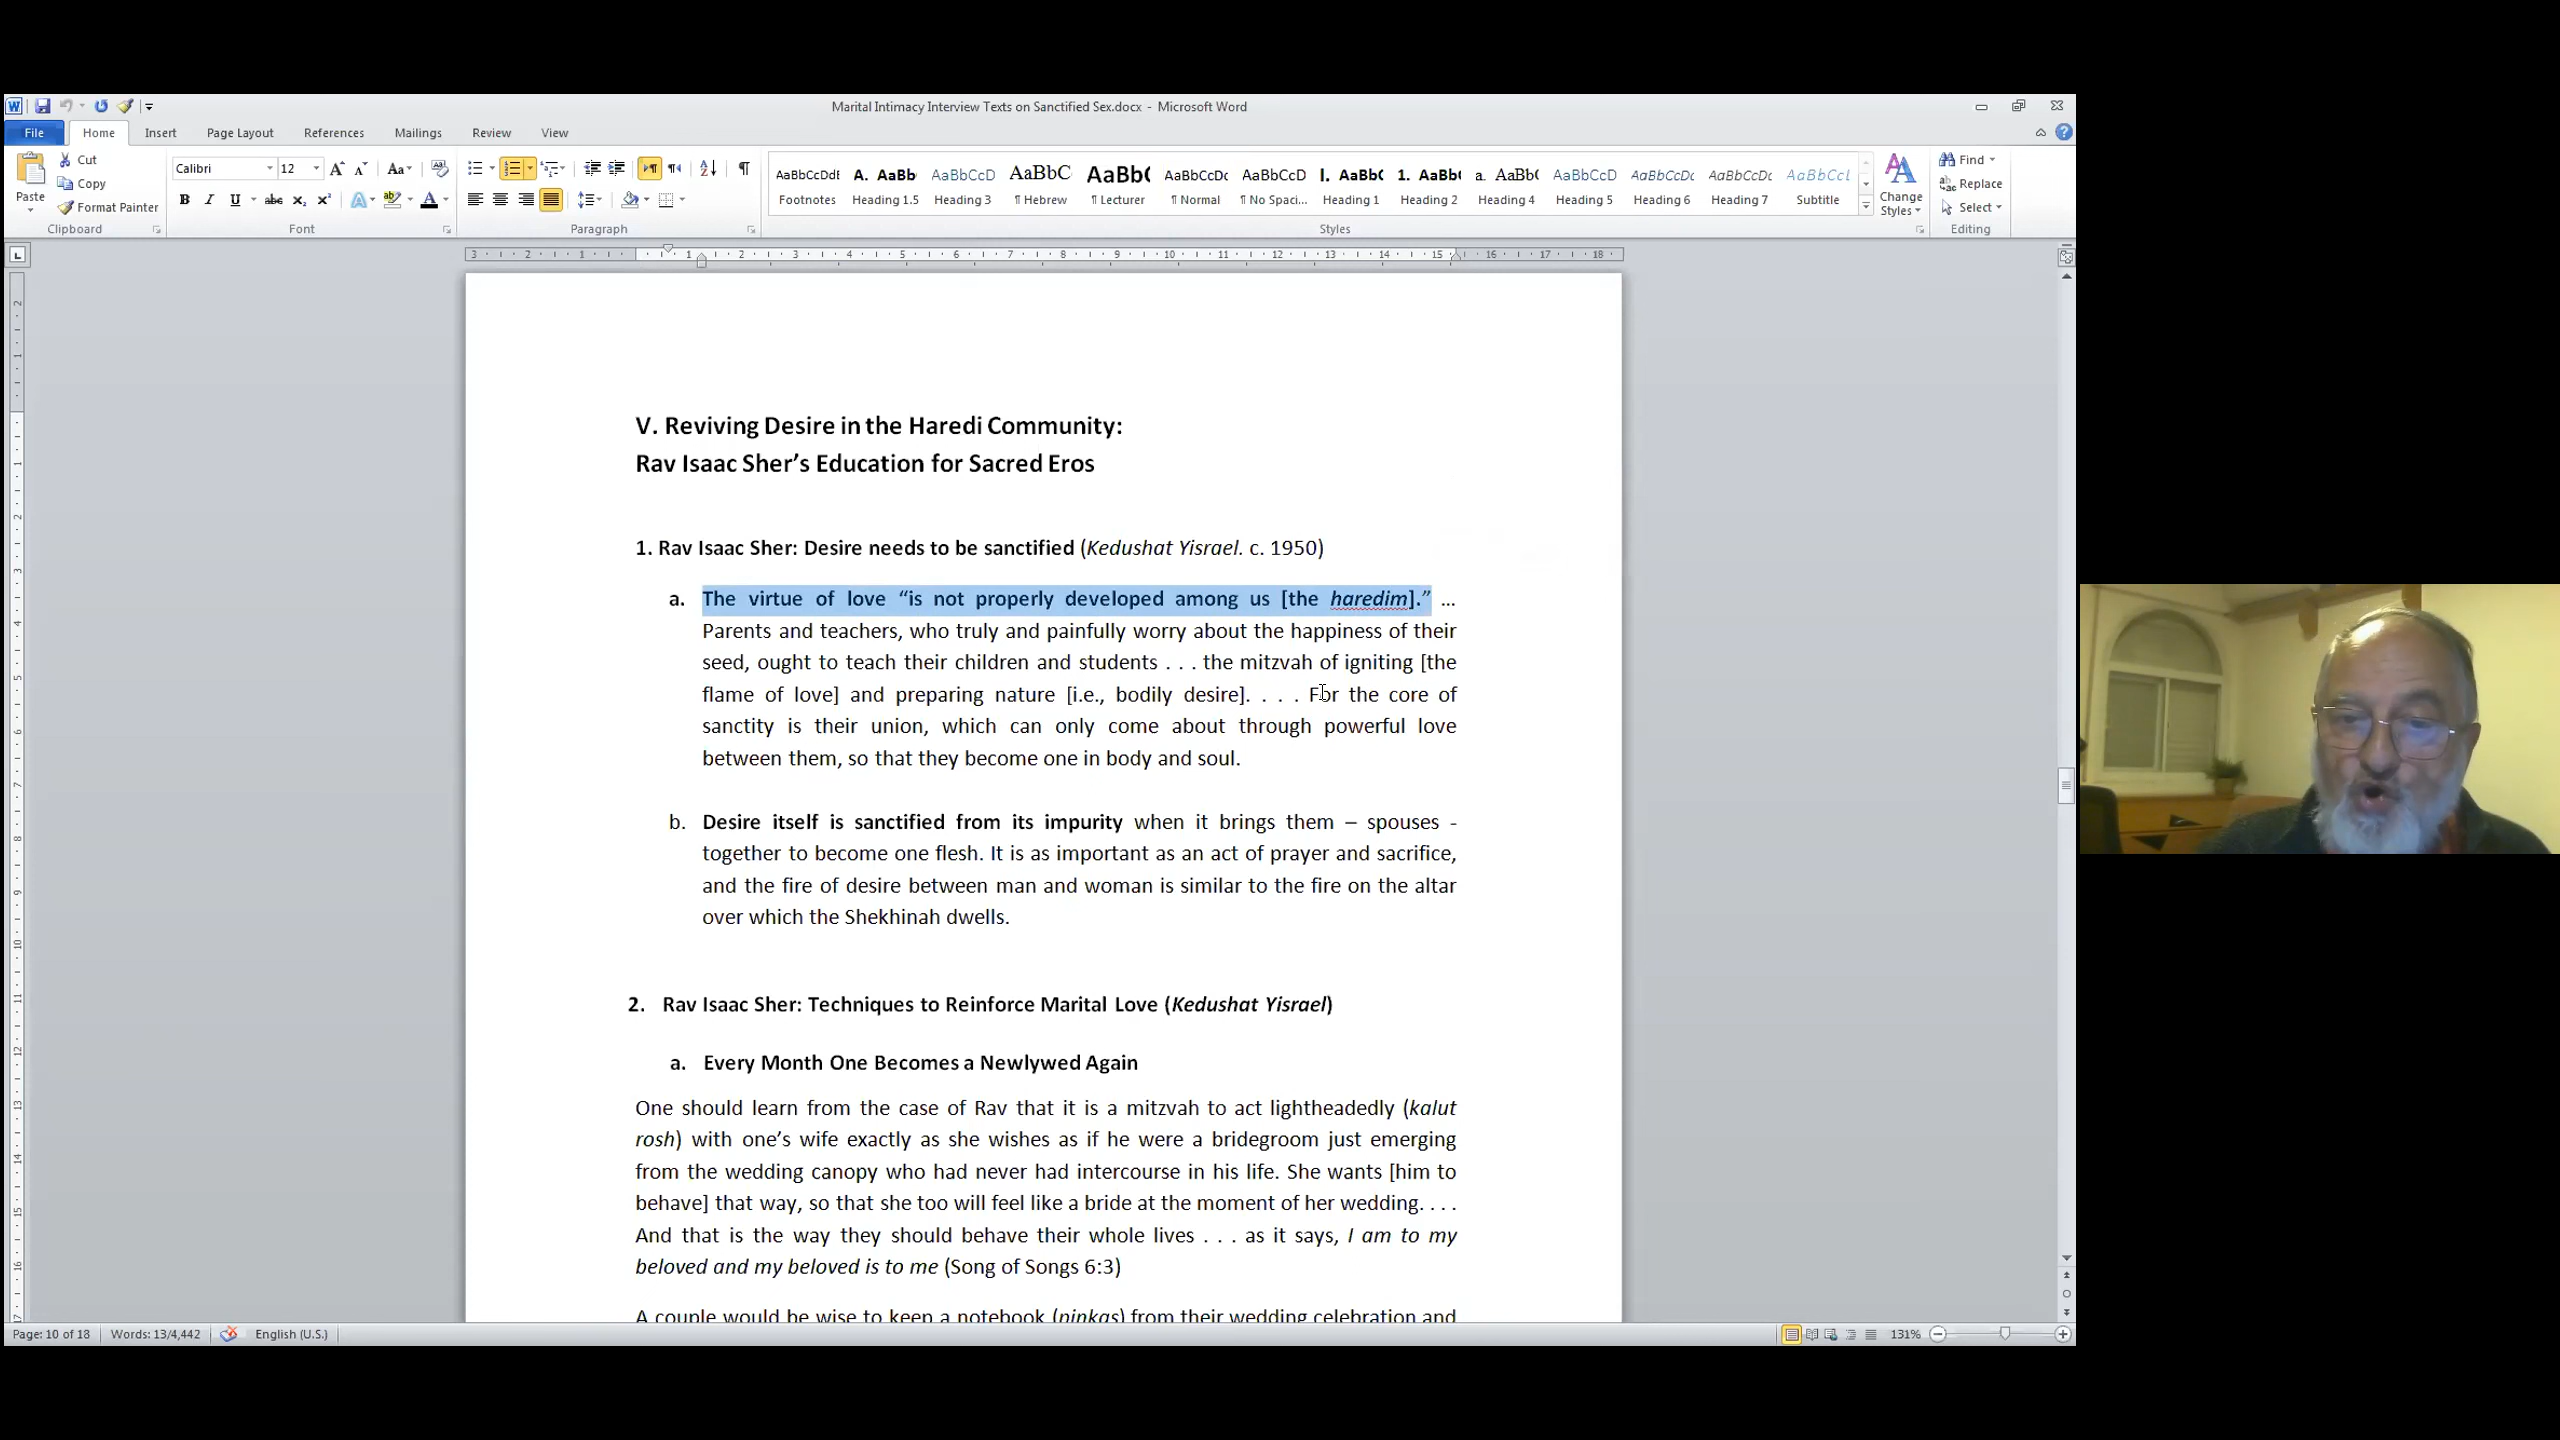 Marital Intimacy Interview Texts on Sanctified Sex.docx - Microsoft Word
File Home Insert Page Layout References Mailings Review View
Paste
Cut
Copy
Format Painter
Clipboard
Calibri 12
Font
Paragraph
AaBbCcDdE A. AaBb AaBbCcD AaBbC AaBb( AaBbCcDc AaBbCcD I. AaBb( 1. AaBb( a. AaBb( AaBbCcD AaBbCcDc AaBbCcDc AaBbCcL
Footnotes Heading 1.5 Heading 3 ¶ Hebrew ¶ Lecturer ¶ Normal ¶ No Spaci... Heading 1 Heading 2 Heading 4 Heading 5 Heading 6 Heading 7 Subtitle
Styles
Change Styles
Find
Replace
Select
Editing
V. Reviving Desire in the Haredi Community:
Rav Isaac Sher’s Education for Sacred Eros
1. Rav Isaac Sher: Desire needs to be sanctified (Kedushat Yisrael. c. 1950)
a. The virtue of love “is not properly developed among us [the haredim].” ...
Parents and teachers, who truly and painfully worry about the happiness of their
seed, ought to teach their children and students . . . the mitzvah of igniting [the
flame of love] and preparing nature [i.e., bodily desire]. . . . For the core of
sanctity is their union, which can only come about through powerful love
between them, so that they become one in body and soul.
b. Desire itself is sanctified from its impurity when it brings them – spouses -
together to become one flesh. It is as important as an act of prayer and sacrifice,
and the fire of desire between man and woman is similar to the fire on the altar
over which the Shekhinah dwells.
2. Rav Isaac Sher: Techniques to Reinforce Marital Love (Kedushat Yisrael)
a. Every Month One Becomes a Newlywed Again
One should learn from the case of Rav that it is a mitzvah to act lightheadedly (kalut
rosh) with one’s wife exactly as she wishes as if he were a bridegroom just emerging
from the wedding canopy who had never had intercourse in his life. She wants [him to
behave] that way, so that she too will feel like a bride at the moment of her wedding. . . .
And that is the way they should behave their whole lives . . . as it says, I am to my
beloved and my beloved is to me (Song of Songs 6:3)
A couple would be wise to keep a notebook (pinkas) from their wedding celebration and
Page: 10 of 18 Words: 13/4,442 English (U.S.) 131%